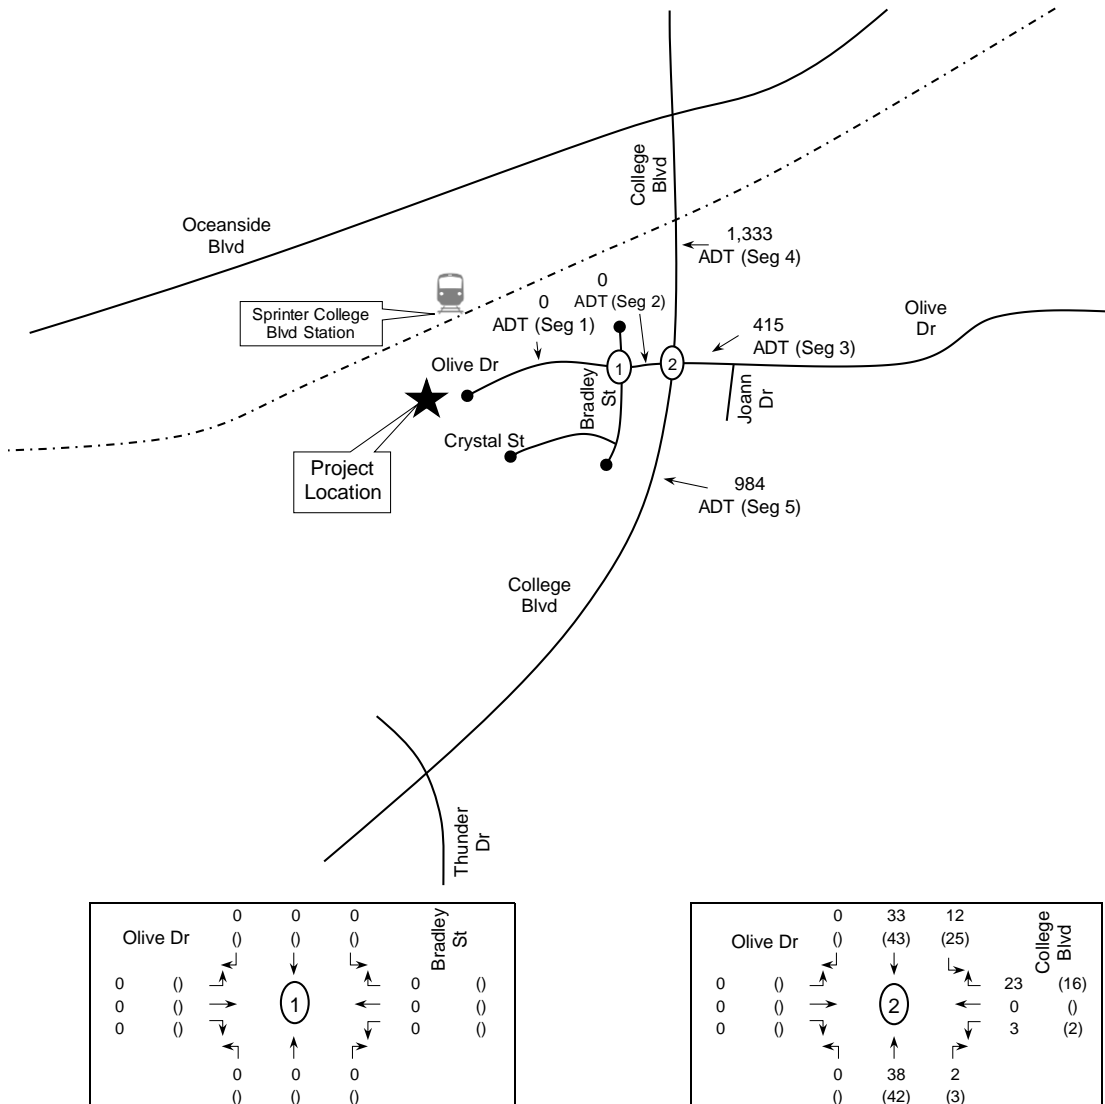 College
Blvd
Oceanside
Blvd
1,333
ADT (Seg 4)
0
ADT (Seg 2)
0
ADT (Seg 1)
Sprinter College
Blvd Station
Olive
Dr
415
ADT (Seg 3)
Olive Dr
1
2
Bradley
St
Joann
Dr
Crystal St
Project
Location
984
ADT (Seg 5)
College
Blvd
Thunder
Dr
Olive Dr
Bradley
St
0 0 0
() () ()
0 () 0 ()
0 () 1 0 ()
0 () 0 ()
0 0 0
() () ()
Olive Dr
College
Blvd
0 33 12
() (43) (25)
0 () 23 (16)
0 () 2 0 ()
0 () 3 (2)
0 38 2
() (42) (3)